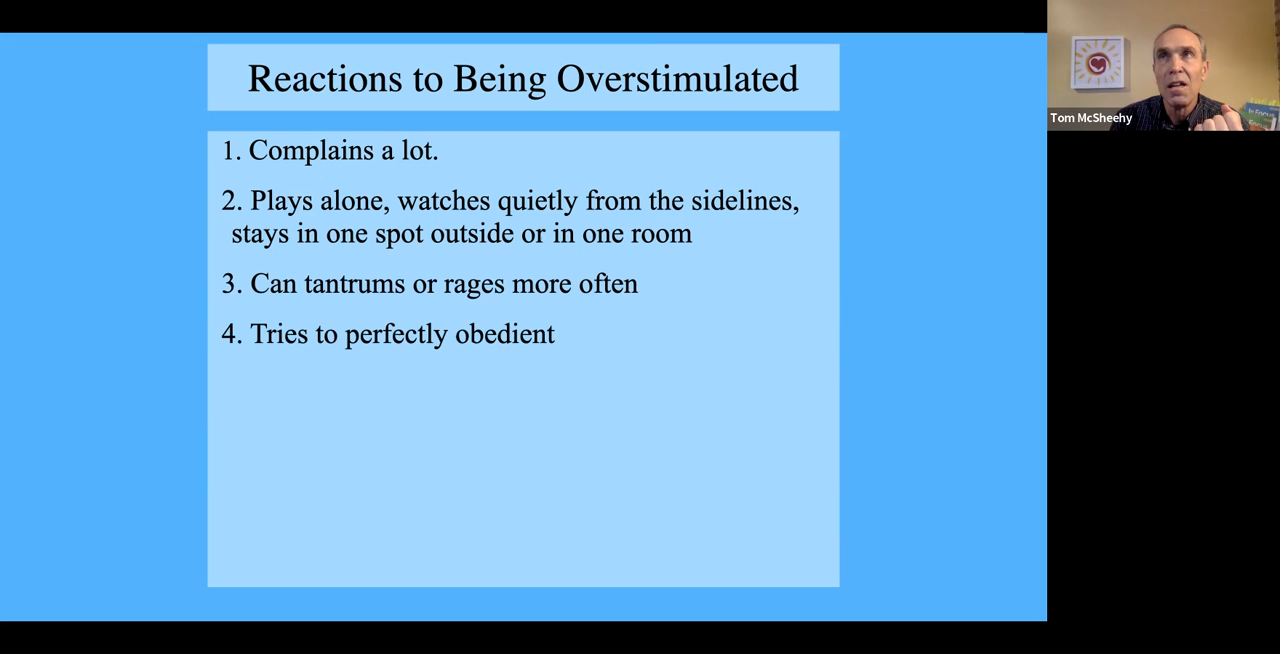 Reactions to Being Overstimulated
1. Complains a lot.
2. Plays alone, watches quietly from the sidelines,
stays in one spot outside or in one room
3. Can tantrums or rages more often
4. Tries to perfectly obedient
Tom McSheehy
In Focus